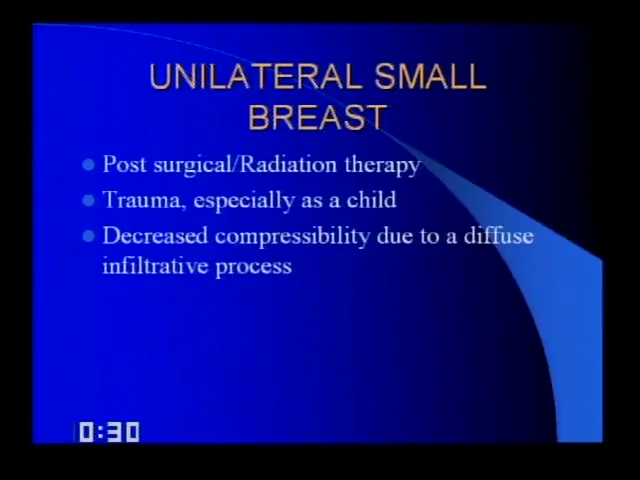 UNILATERAL SMALL
BREAST
Post surgical/Radiation therapy
Trauma, especially as a child
Decreased compressibility due to a diffuse
infiltrative process
0:30